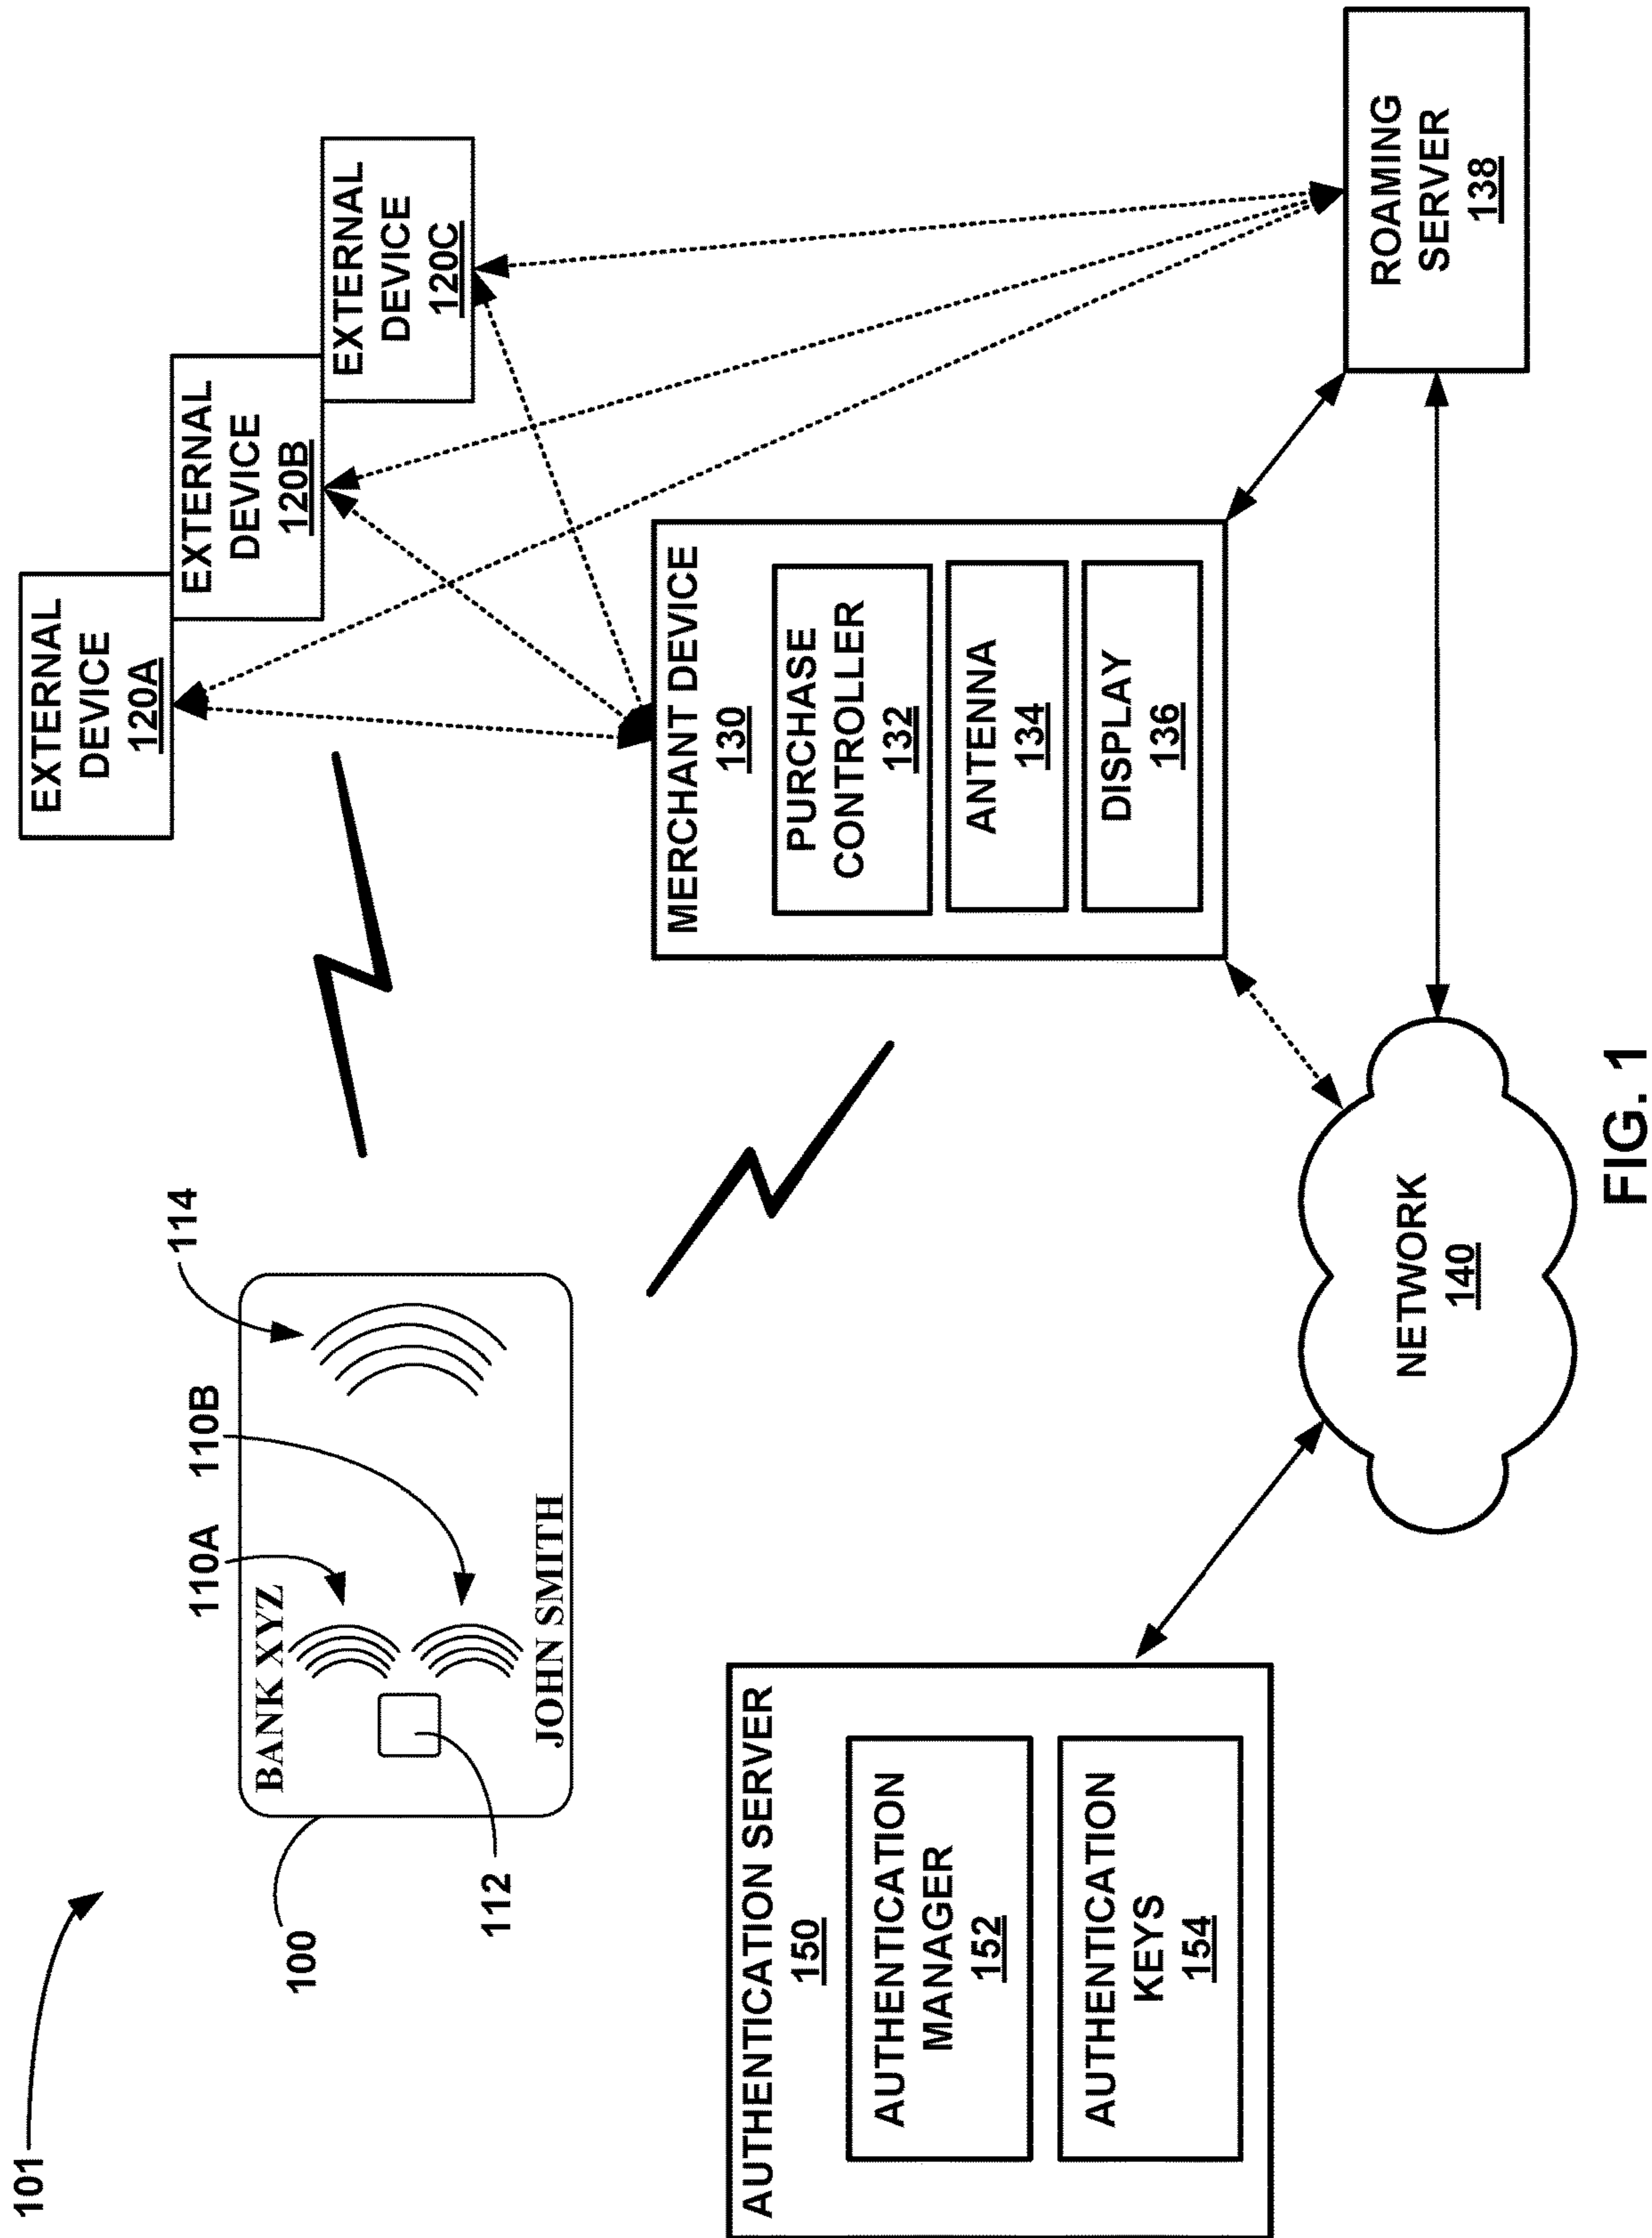 101
100
BANK XYZ
JOHN SMITH
110A
110B
114
112
EXTERNAL
DEVICE
120A
EXTERNAL
DEVICE
120B
EXTERNAL
DEVICE
120C
MERCHANT DEVICE
130
PURCHASE
CONTROLLER
132
ANTENNA
134
DISPLAY
136
AUTHENTICATION SERVER
150
AUTHENTICATION
MANAGER
152
AUTHENTICATION
KEYS
154
NETWORK
140
ROAMING
SERVER
138
FIG. 1